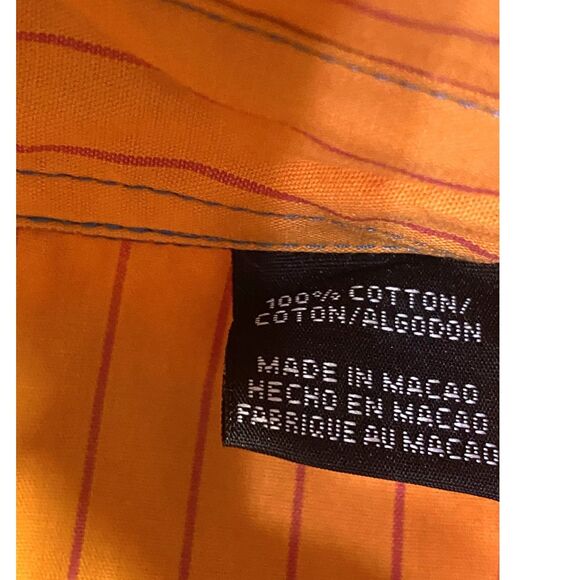 100% COTTON/
COTON/ALGODON
MADE IN MACAO
HECHO EN MACAO
FABRIQUE AU MACAO